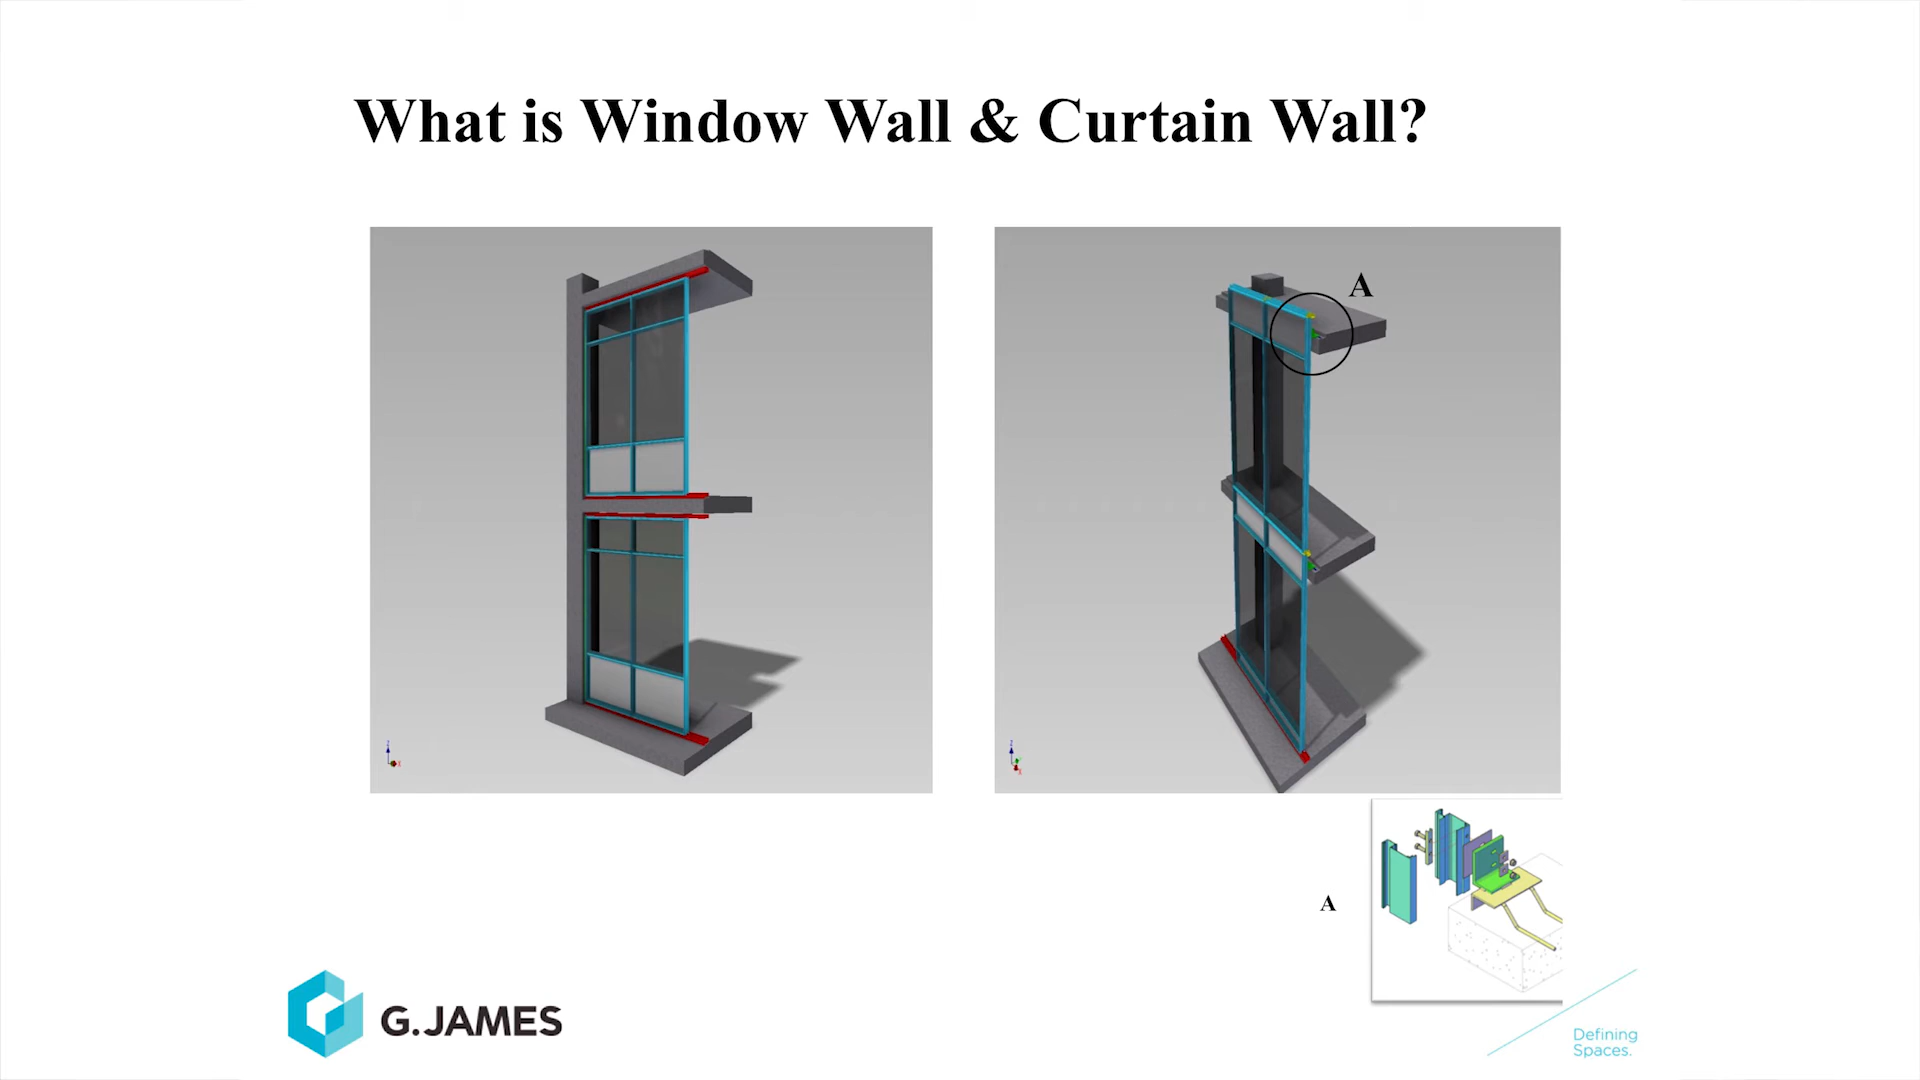 What is Window Wall & Curtain Wall?
A
A
G.JAMES
Defining
Spaces.